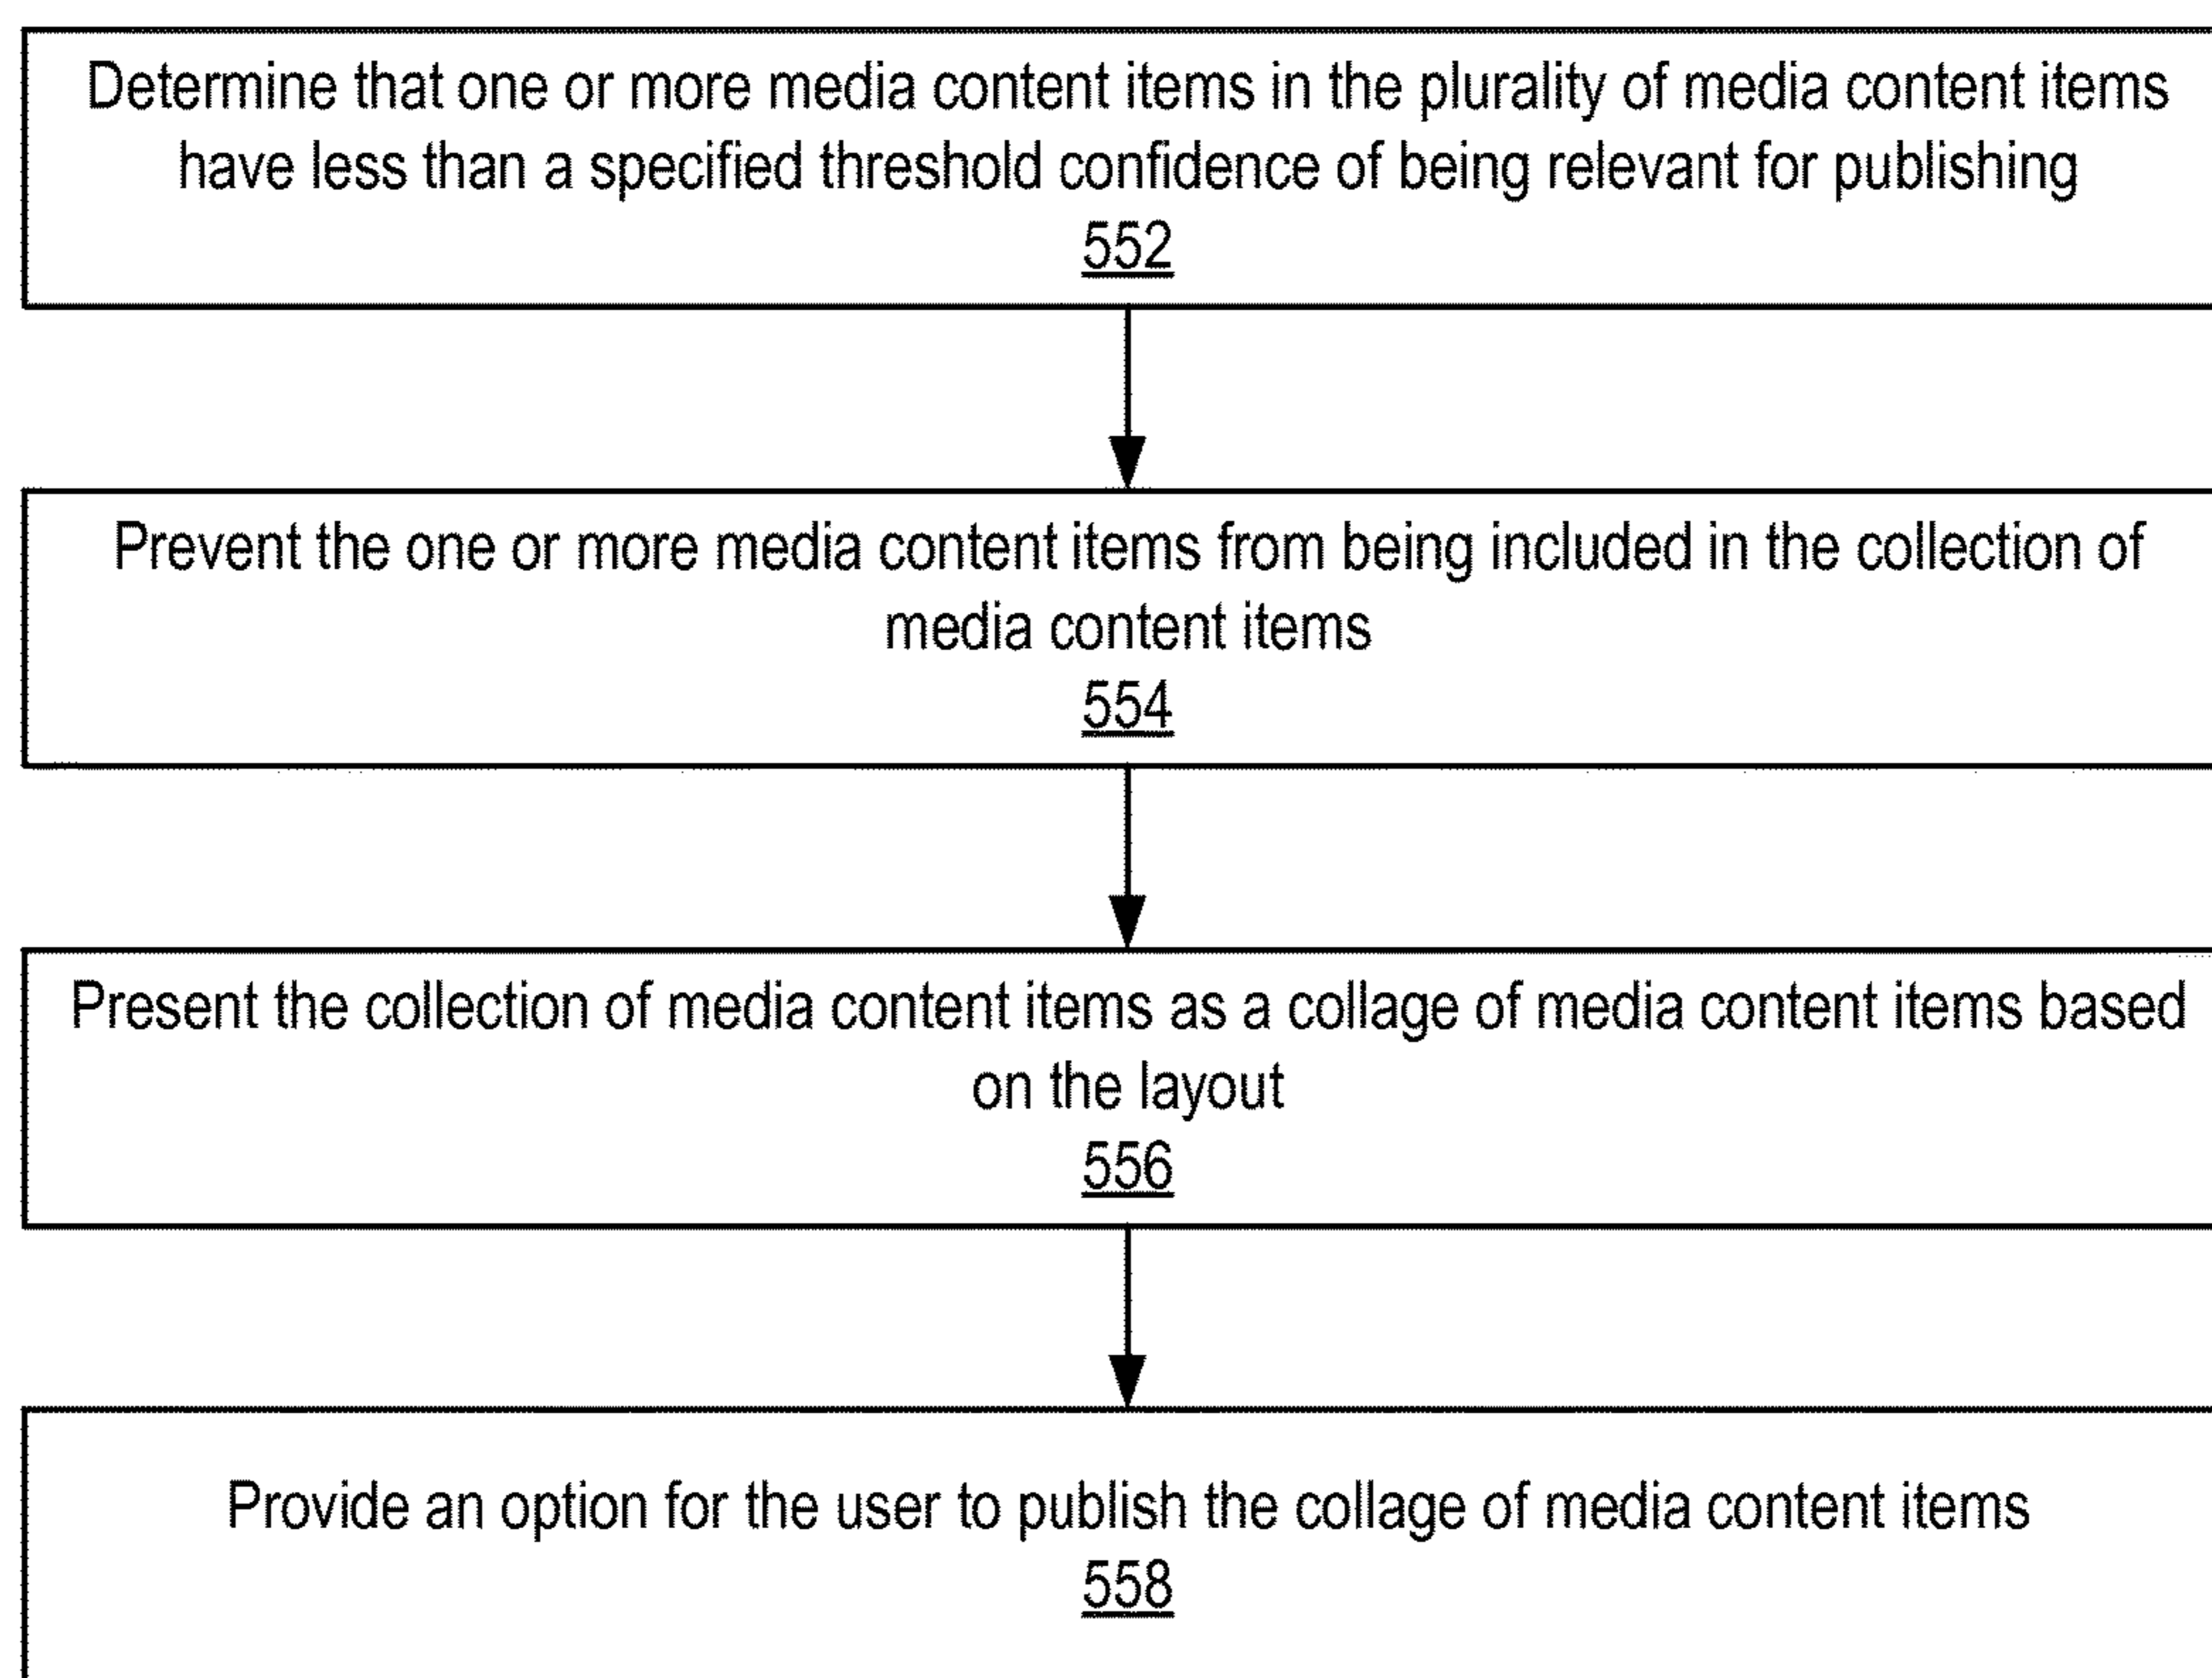 Determine that one or more media content items in the plurality of media content items
have less than a specified threshold confidence of being relevant for publishing
552
Prevent the one or more media content items from being included in the collection of
media content items
554
Present the collection of media content items as a collage of media content items based
on the layout
556
Provide an option for the user to publish the collage of media content items
558